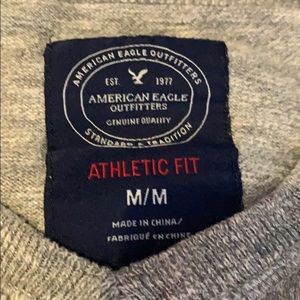 AMERICAN EAGLE OUTFITTERS
EST. 1977
AMERICAN EAGLE
OUTFITTERS
GENUINE QUALITY
STANDARD & TRADITION
ATHLETIC FIT
M/M
MADE IN CHINA/
FABRIQUÉ EN CHINE